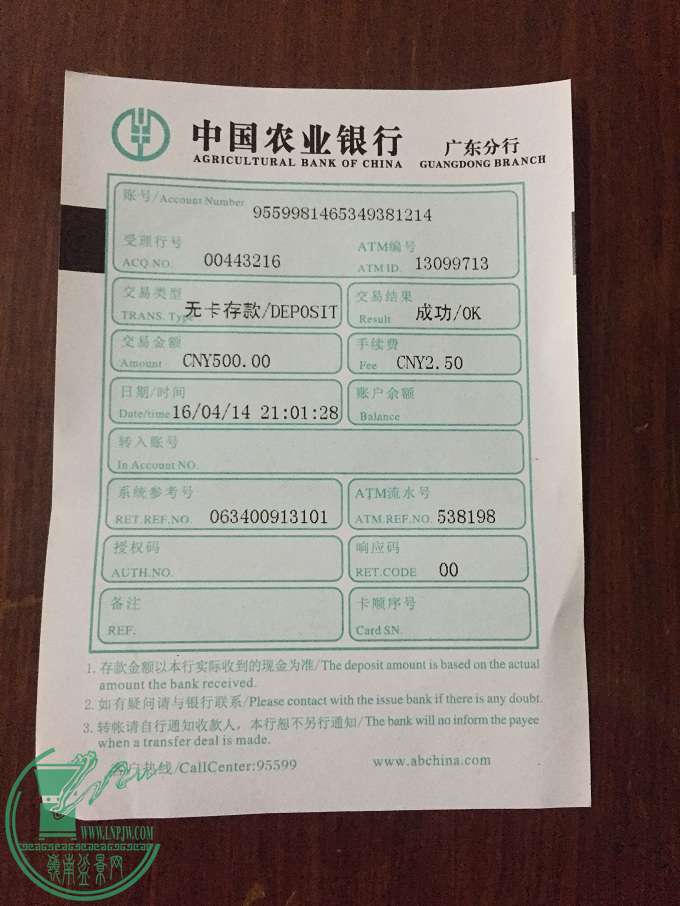 中国农业银行 广东分行
AGRICULTURAL BANK OF CHINA GUANGDONG BRANCH
账号/Account Number
9559981465349381214
受理行号 ATM编号
ACQ NO. 00443216 ATM ID. 13099713
交易类型 交易结果
TRANS. Type 无卡存款/DEPOSIT Result 成功/OK
交易金额 手续费
Amount CNY500.00 Fee CNY2.50
日期/时间 账户余额
Date/time 16/04/14 21:01:28 Balance
转入账号
In Account NO.
系统参考号 ATM流水号
RET.REF.NO. 063400913101 ATM.REF.NO. 538198
授权码 响应码
AUTH.NO. RET.CODE 00
备注 卡顺序号
REF. Card SN.
1. 存款金额以本行实际收到的现金为准/The deposit amount is based on the actual
amount the bank received.
2. 如有疑问请与银行联系/Please contact with the issue bank if there is any doubt.
3. 转帐请自行通知收款人，本行恕不另行通知/The bank will no inform the payee
when a transfer deal is made.
户热线/CallCenter:95599 www.abchina.com
WWW.LNPJW.COM
嶺南盆景网